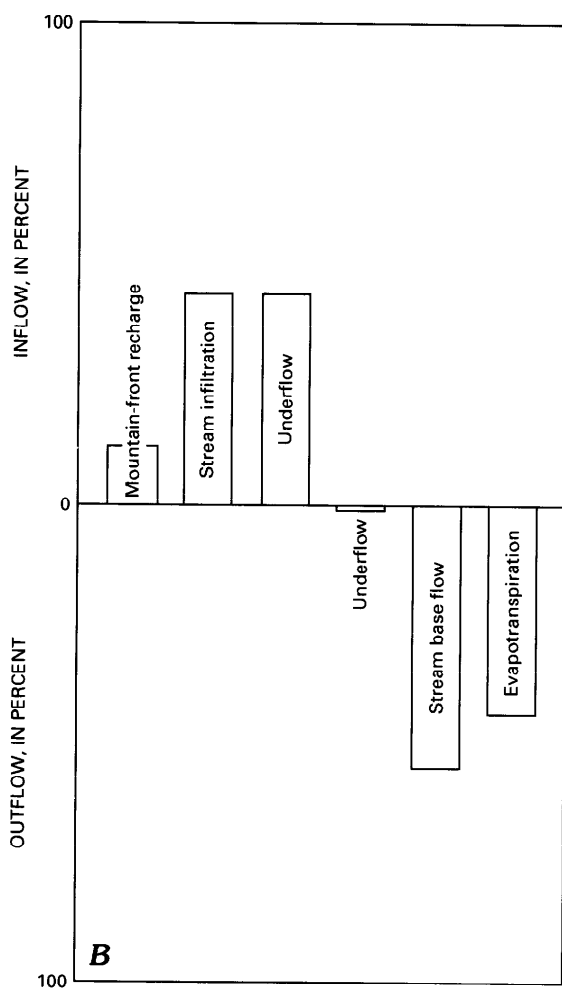 100
INFLOW, IN PERCENT
Mountain-front recharge
Stream infiltration
Underflow
0
Underflow
Stream base flow
Evapotranspiration
OUTFLOW, IN PERCENT
100
B